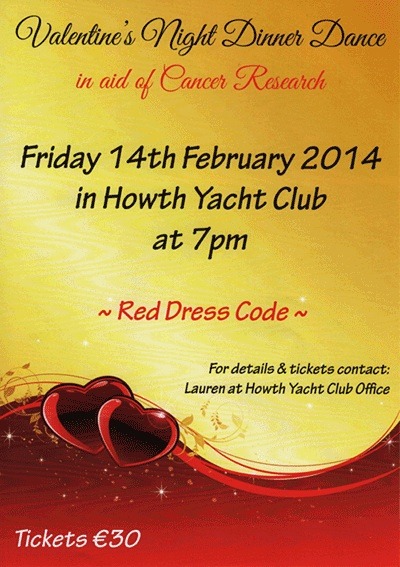 Valentine's Night Dinner Dance
in aid of Cancer Research
Friday 14th February 2014
in Howth Yacht Club
at 7pm
~ Red Dress Code ~
For details & tickets contact:
Lauren at Howth Yacht Club Office
Tickets €30